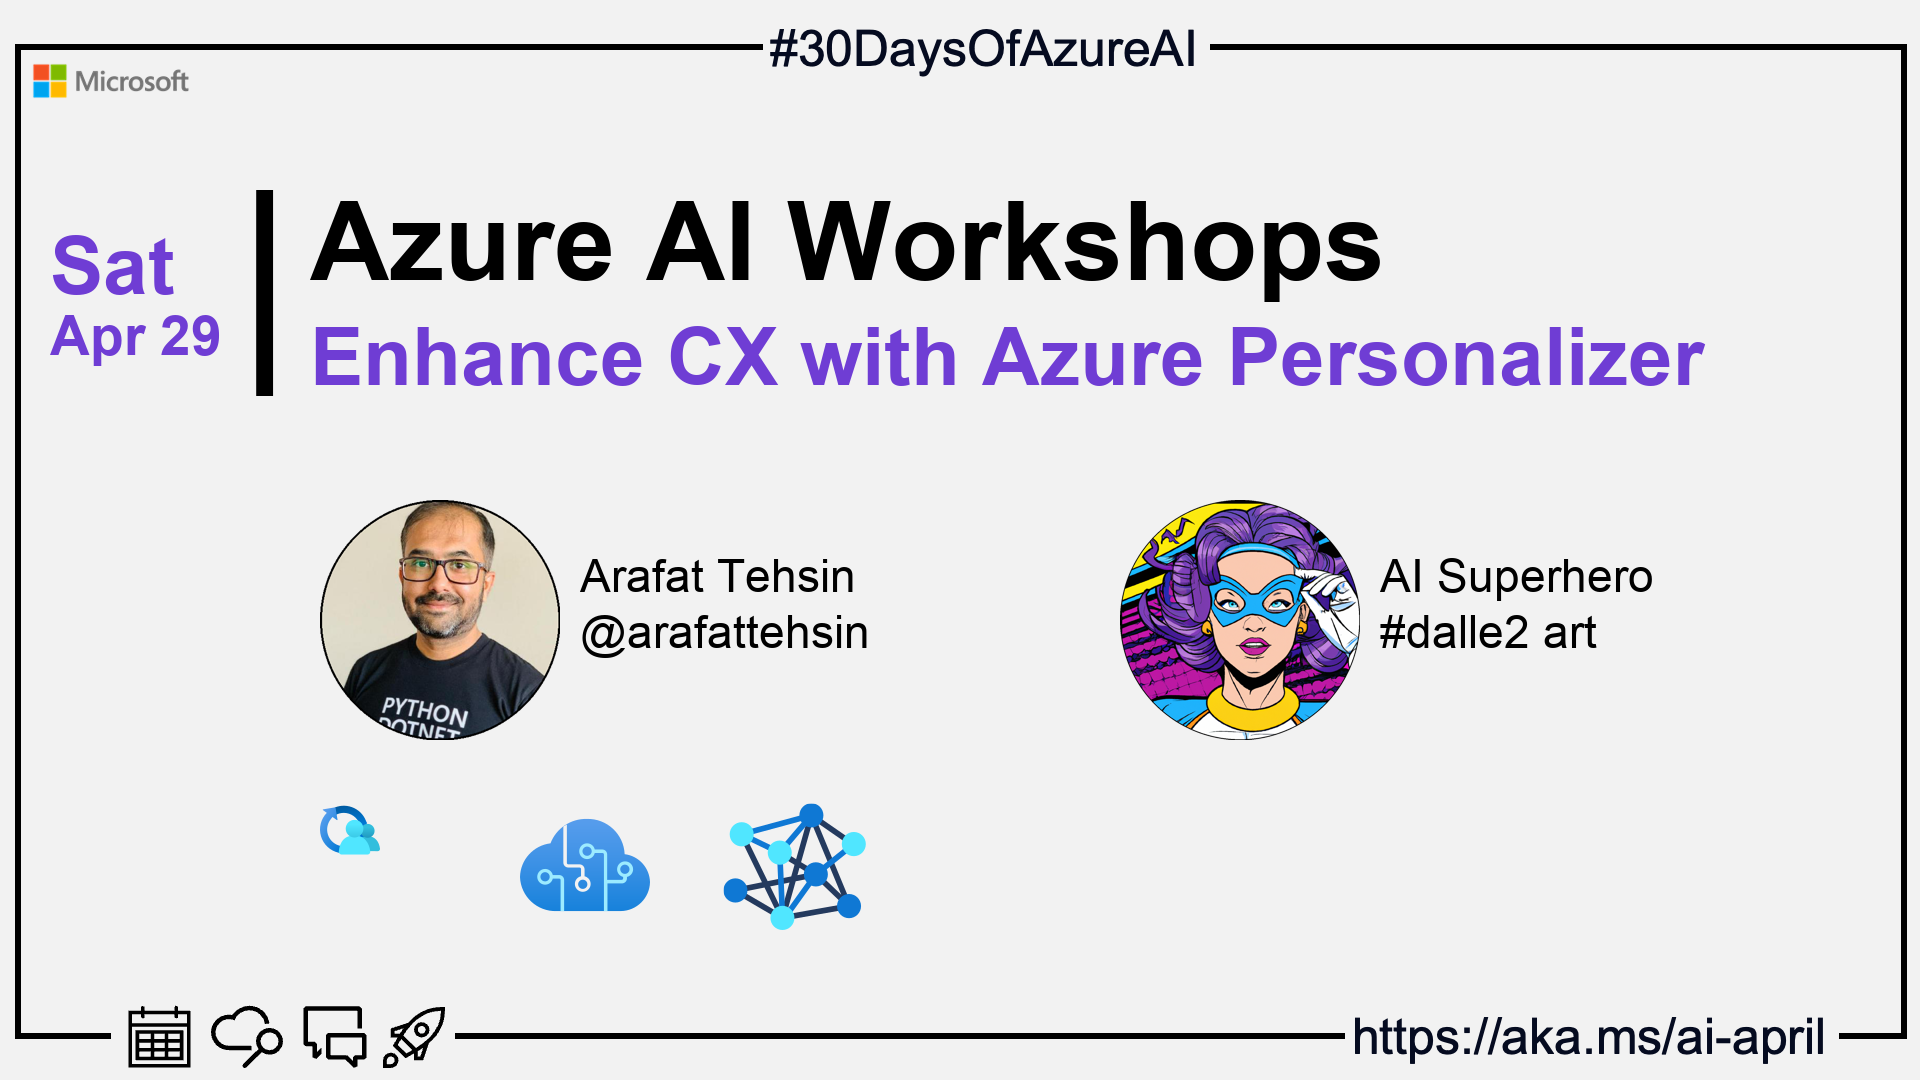 #30DaysOfAzureAI
Microsoft
Sat
Apr 29
Azure AI Workshops
Enhance CX with Azure Personalizer
Arafat Tehsin
@arafattehsin
PYTHON
DOTNET
AI Superhero
#dalle2 art
https://aka.ms/ai-april